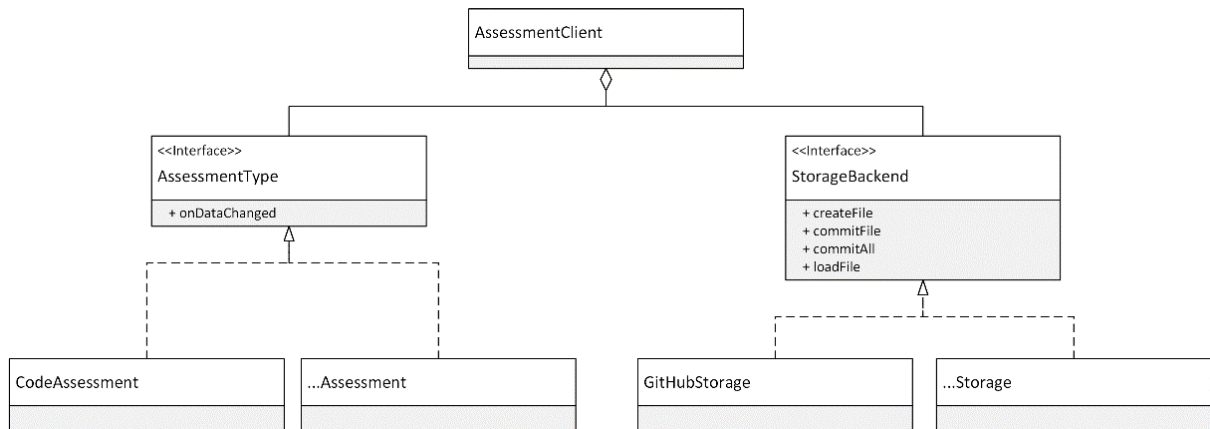 AssessmentClient
<<Interface>>
AssessmentType
+ onDataChanged
<<Interface>>
StorageBackend
+ createFile
+ commitFile
+ commitAll
+ loadFile
CodeAssessment
...Assessment
GitHubStorage
...Storage